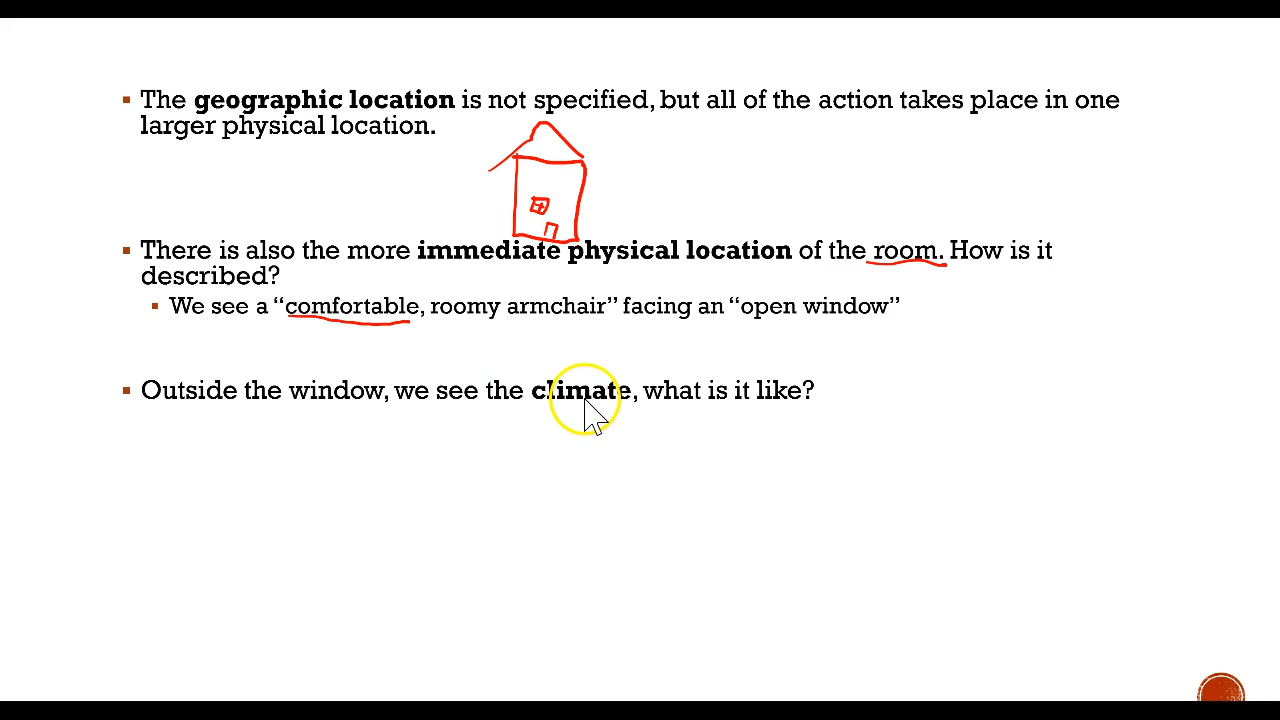 The geographic location is not specified, but all of the action takes place in one
larger physical location.
There is also the more immediate physical location of the room. How is it
described?
We see a “comfortable, roomy armchair” facing an “open window”
Outside the window, we see the climate, what is it like?